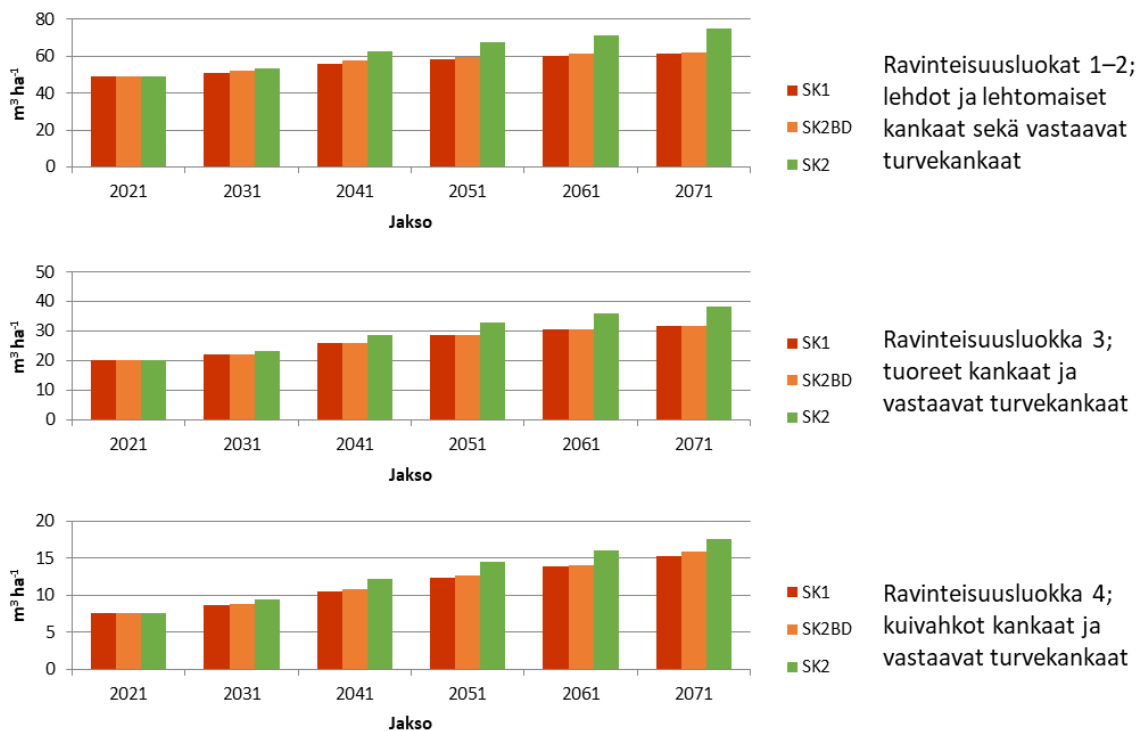 80
60
40
20
0
m³ ha⁻¹
2021 2031 2041 2051 2061 2071
Jakso
SK1
SK2BD
SK2
Ravinteisuusluokat 1–2;
lehdot ja lehtomaiset
kankaat sekä vastaavat
turvekankaat
50
40
30
20
10
0
m³ ha⁻¹
2021 2031 2041 2051 2061 2071
Jakso
SK1
SK2BD
SK2
Ravinteisuusluokka 3;
tuoreet kankaat ja
vastaavat turvekankaat
20
15
10
5
0
m³ ha⁻¹
2021 2031 2041 2051 2061 2071
Jakso
SK1
SK2BD
SK2
Ravinteisuusluokka 4;
kuivahkot kankaat ja
vastaavat turvekankaat